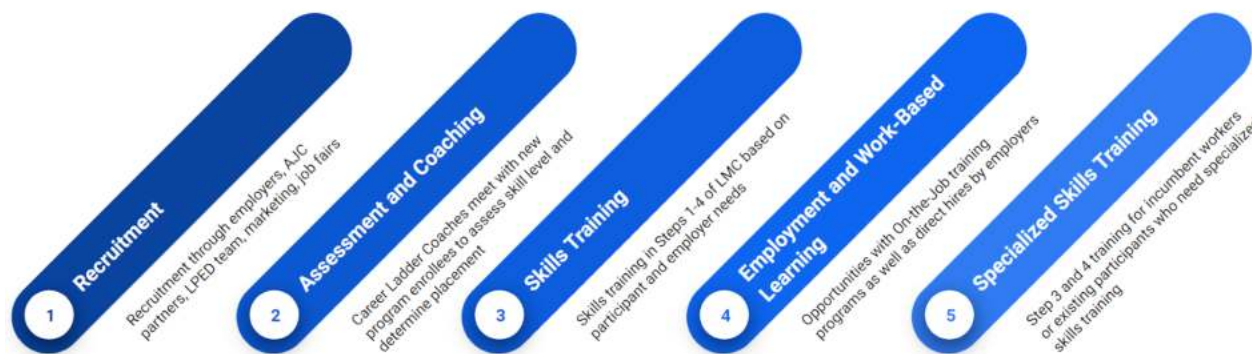 1
Recruitment
Recruitment through employers, AJC
partners, LPED team, marketing, job fairs
2
Assessment and Coaching
Career Ladder Coaches meet with new
program enrollees to assess skill level and
determine placement
3
Skills Training
Skills training in Steps 1-4 of LMC based on
participant and employer needs
4
Employment and Work-Based
Learning
Opportunities with On-the-Job training
programs as well as direct hires by employers
5
Specialized Skills Training
Step 3 and 4 training for incumbent workers
or existing participants who need specialized
skills training